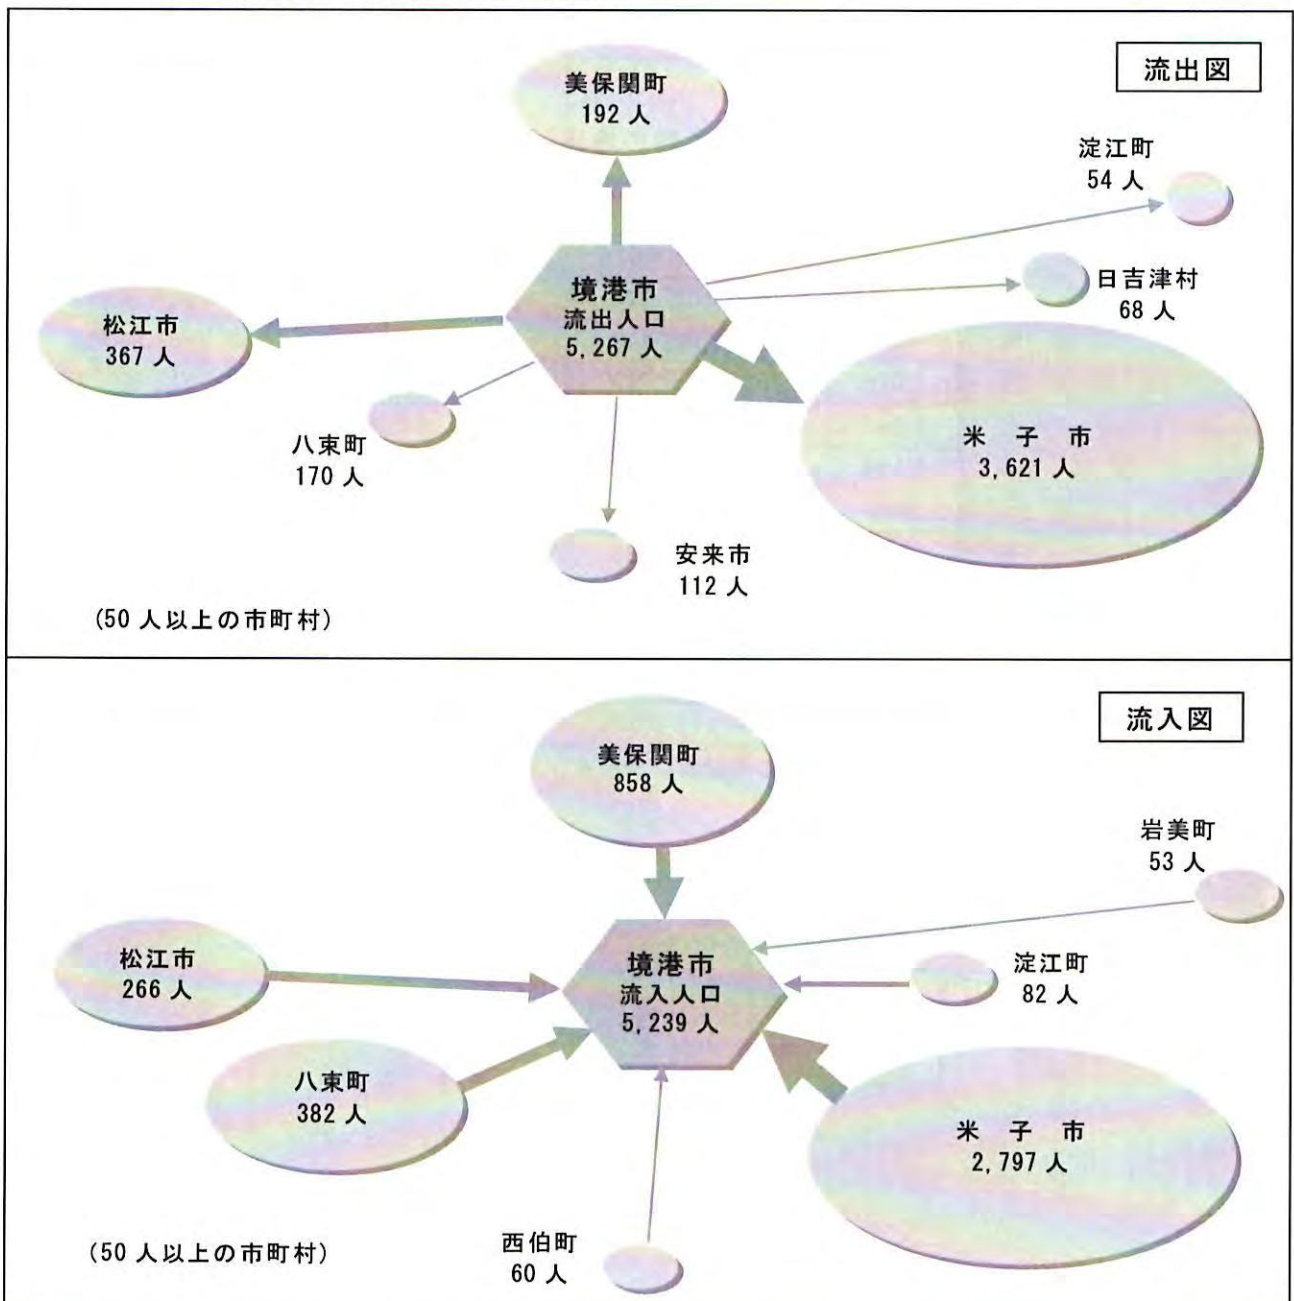 流出図
美保関町
192 人
淀江町
54 人
境港市
流出人口
5,267 人
日吉津村
68 人
松江市
367 人
八束町
170 人
米 子 市
3,621 人
安来市
112 人
(50 人以上の市町村)
流入図
美保関町
858 人
岩美町
53 人
松江市
266 人
境港市
流入人口
5,239 人
淀江町
82 人
八束町
382 人
米 子 市
2,797 人
西伯町
60 人
(50 人以上の市町村)